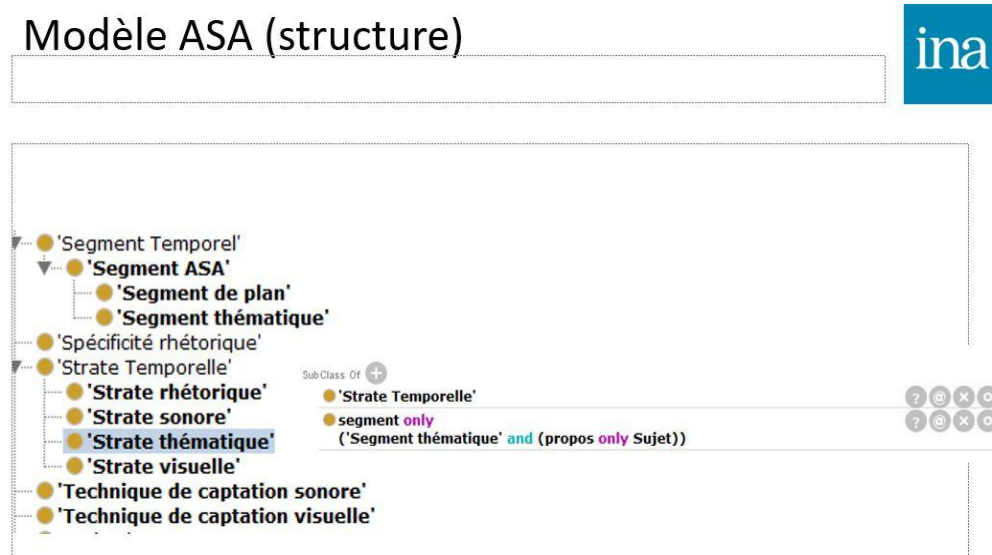 Modèle ASA (structure)
ina
'Segment Temporel'
'Segment ASA'
'Segment de plan'
'Segment thématique'
'Spécificité rhétorique'
'Strate Temporelle'
'Strate rhétorique'
'Strate sonore'
'Strate thématique'
'Strate visuelle'
'Technique de captation sonore'
'Technique de captation visuelle'
SubClass Of
'Strate Temporelle'
segment only
('Segment thématique' and (propos only Sujet))